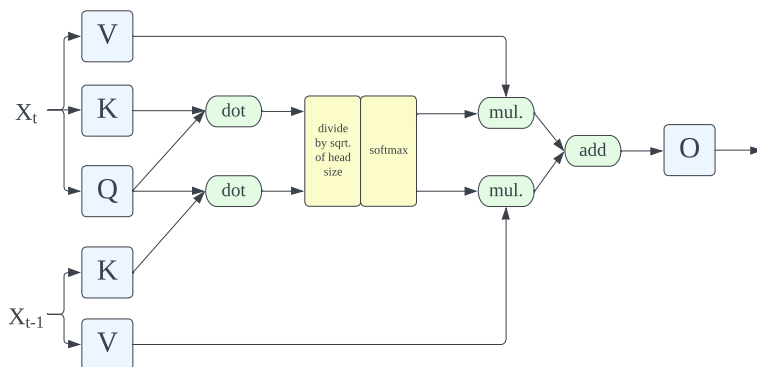 V
X_t
K
dot
Q
dot
divide
by sqrt.
of head
size
softmax
mul.
mul.
add
O
K
X_t-1
V